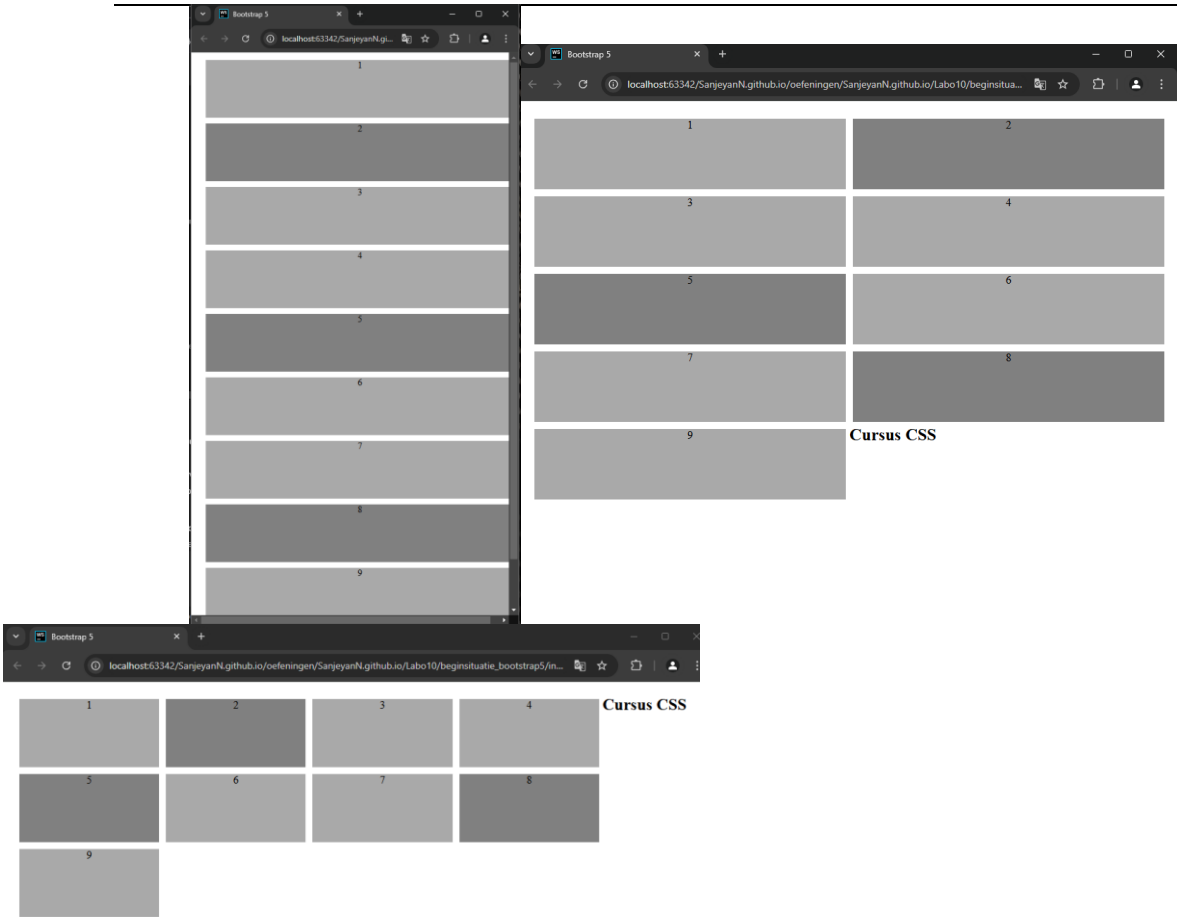 Bootstrap 5
localhost:63342/SanjeyanN.gi...
1
2
3
4
5
6
7
8
9
Bootstrap 5
localhost:63342/SanjeyanN.github.io/oefeningen/SanjeyanN.github.io/Labo10/beginsitua...
1 2
3 4
5 6
7 8
9 Cursus CSS
Bootstrap 5
localhost:63342/SanjeyanN.github.io/oefeningen/SanjeyanN.github.io/Labo10/beginsituatie_bootstrap5/in...
1 2 3 4 Cursus CSS
5 6 7 8
9